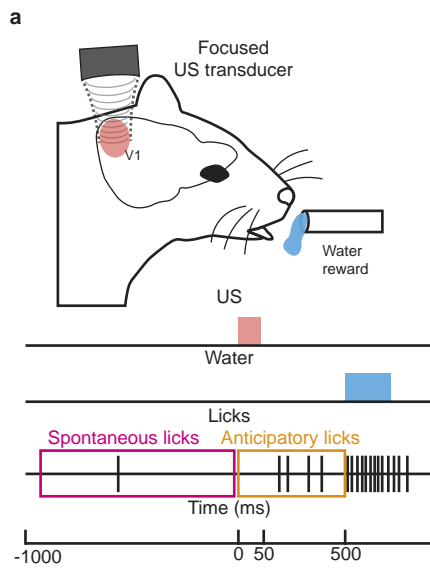 a
Focused
US transducer
V1
Water
reward
US
Water
Licks
Spontaneous licks Anticipatory licks
Time (ms)
-1000 0 50 500